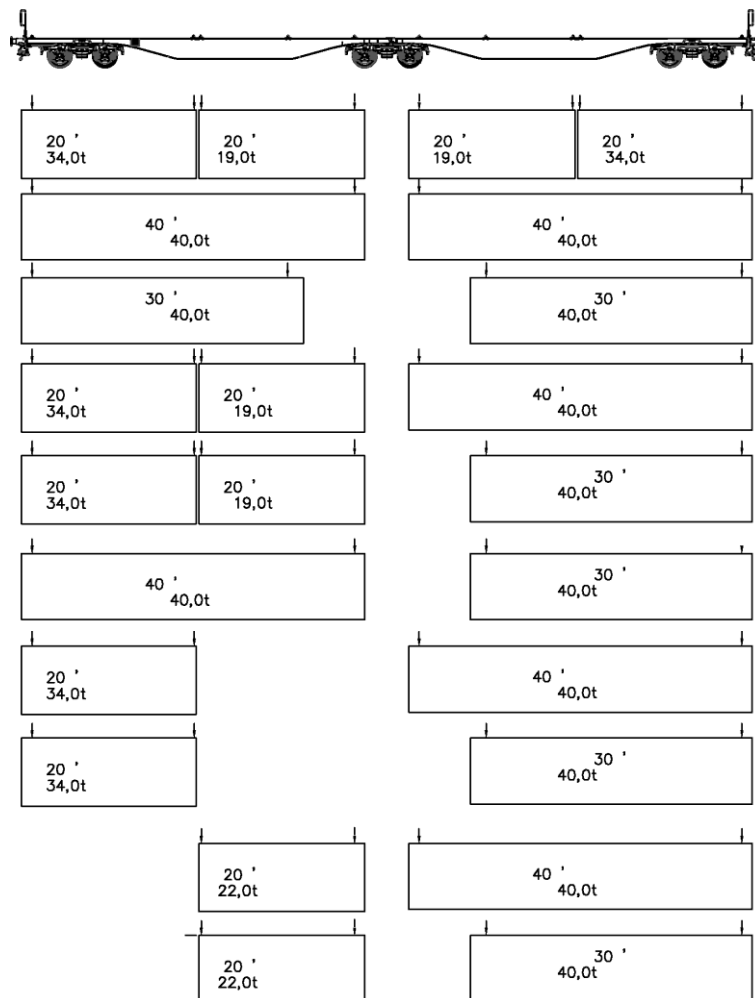 20 ' 20 ' 20 ' 20 '
34,0t 19,0t 19,0t 34,0t
40 ' 40 '
40,0t 40,0t
30 ' 30 '
40,0t 40,0t
20 ' 20 ' 40 '
34,0t 19,0t 40,0t
20 ' 20 ' 30 '
34,0t 19,0t 40,0t
40 ' 30 '
40,0t 40,0t
20 ' 40 '
34,0t 40,0t
20 ' 30 '
34,0t 40,0t
20 ' 40 '
22,0t 40,0t
20 ' 30 '
22,0t 40,0t